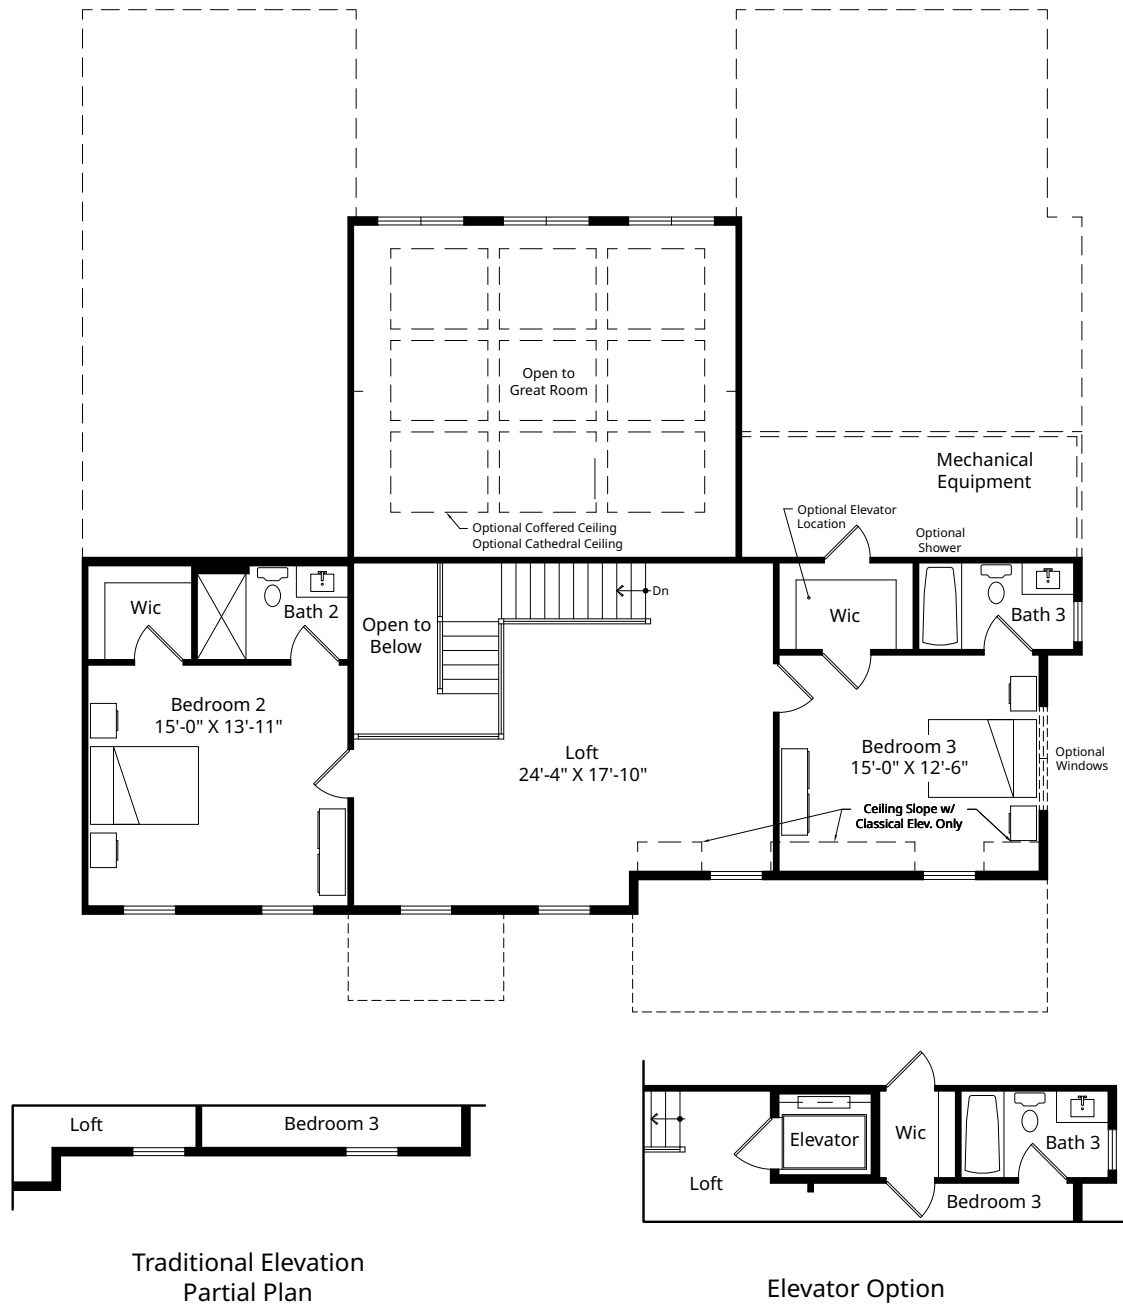 Open to
Great Room
Mechanical
Equipment
Optional Elevator
Location
Optional Coffered Ceiling
Optional Cathedral Ceiling
Optional
Shower
Wic
Bath 2
Open to
Below
Dn
Wic
Bath 3
Bedroom 2
15'-0" X 13'-11"
Loft
24'-4" X 17'-10"
Bedroom 3
15'-0" X 12'-6"
Optional
Windows
Ceiling Slope w/
Classical Elev. Only
Loft
Bedroom 3
Traditional Elevation
Partial Plan
Elevator
Wic
Bath 3
Loft
Bedroom 3
Elevator Option